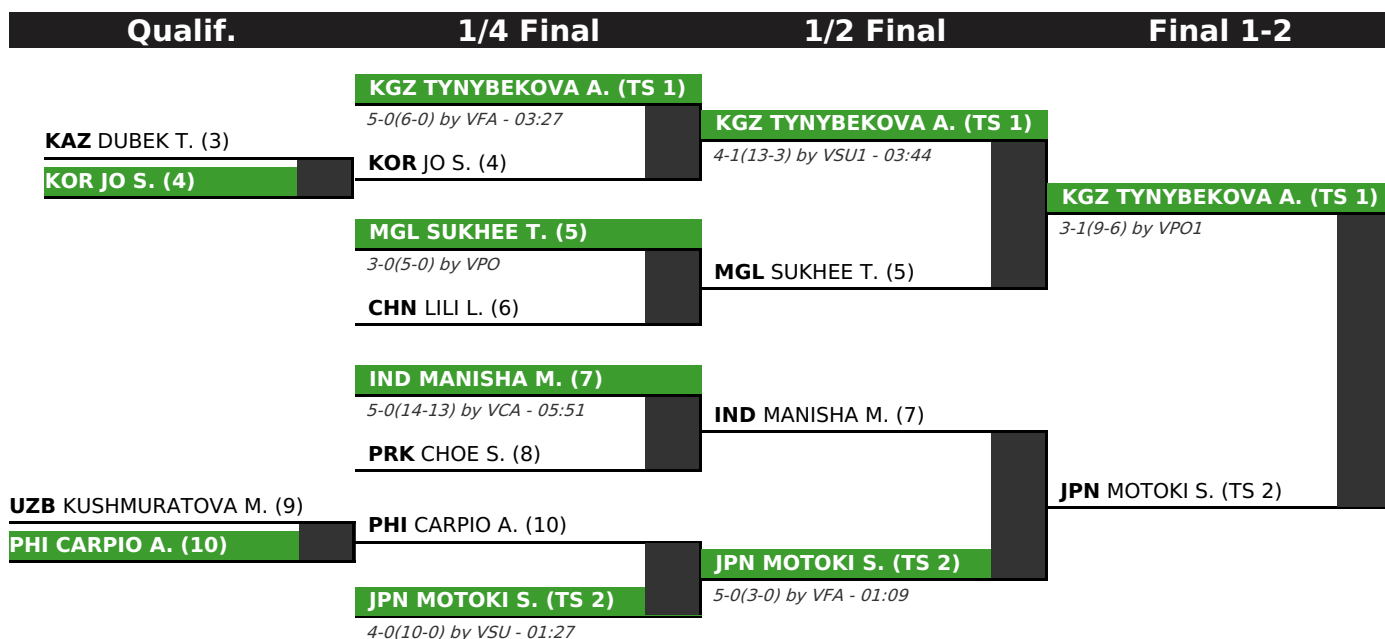 Qualif.
1/4 Final
1/2 Final
Final 1-2
KAZ DUBEK T. (3)
KOR JO S. (4)
UZB KUSHMURATOVA M. (9)
PHI CARPIO A. (10)
KGZ TYNYBEKOVA A. (TS 1)
5-0(6-0) by VFA - 03:27
KOR JO S. (4)
MGL SUKHEE T. (5)
3-0(5-0) by VPO
CHN LILI L. (6)
IND MANISHA M. (7)
5-0(14-13) by VCA - 05:51
PRK CHOE S. (8)
PHI CARPIO A. (10)
JPN MOTOKI S. (TS 2)
4-0(10-0) by VSU - 01:27
KGZ TYNYBEKOVA A. (TS 1)
4-1(13-3) by VSU1 - 03:44
MGL SUKHEE T. (5)
IND MANISHA M. (7)
JPN MOTOKI S. (TS 2)
5-0(3-0) by VFA - 01:09
KGZ TYNYBEKOVA A. (TS 1)
3-1(9-6) by VPO1
JPN MOTOKI S. (TS 2)